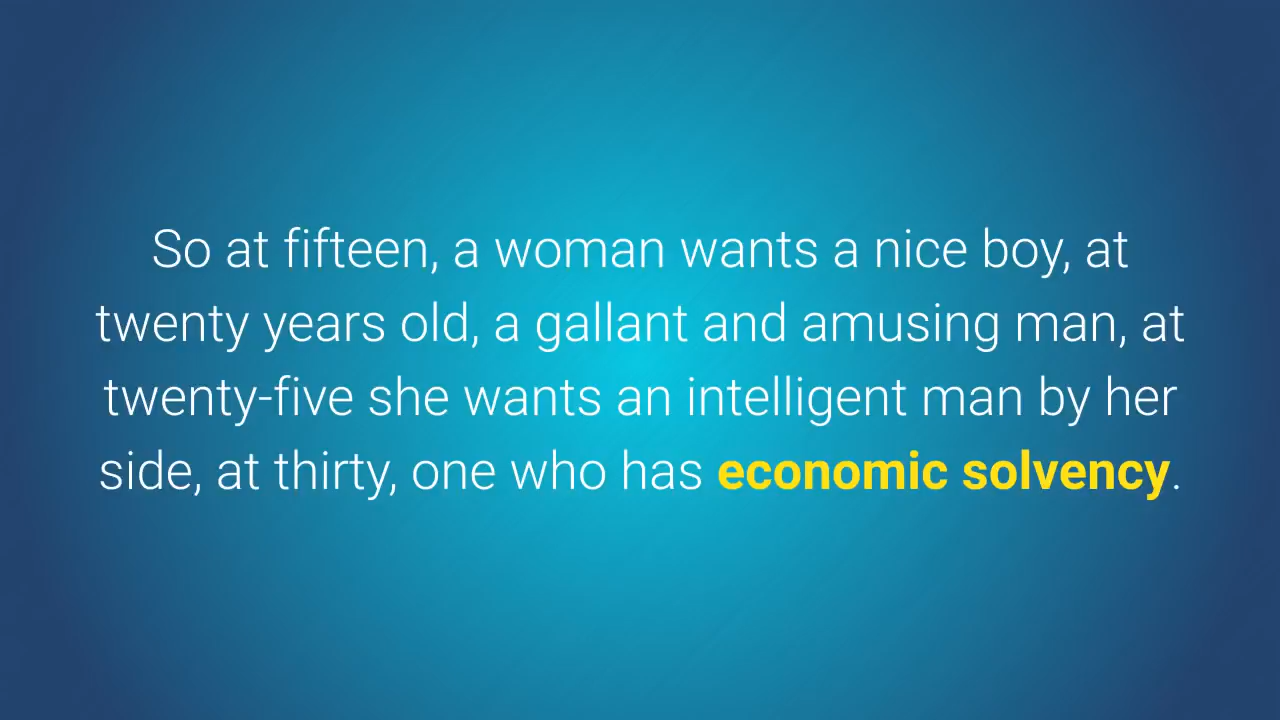 So at fifteen, a woman wants a nice boy, at
twenty years old, a gallant and amusing man, at
twenty-five she wants an intelligent man by her
side, at thirty, one who has economic solvency.